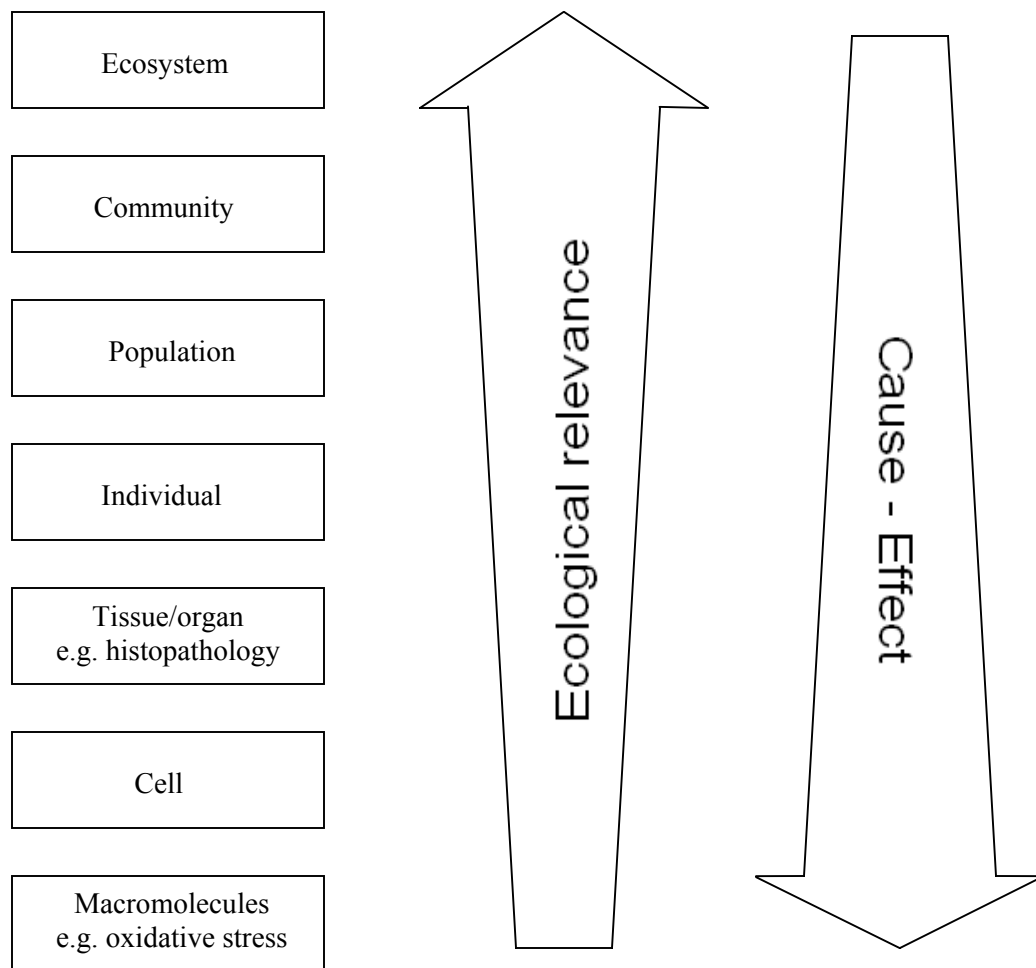 Ecosystem
Community
Population
Individual
Tissue/organ
e.g. histopathology
Cell
Macromolecules
e.g. oxidative stress
Ecological relevance
Cause - Effect